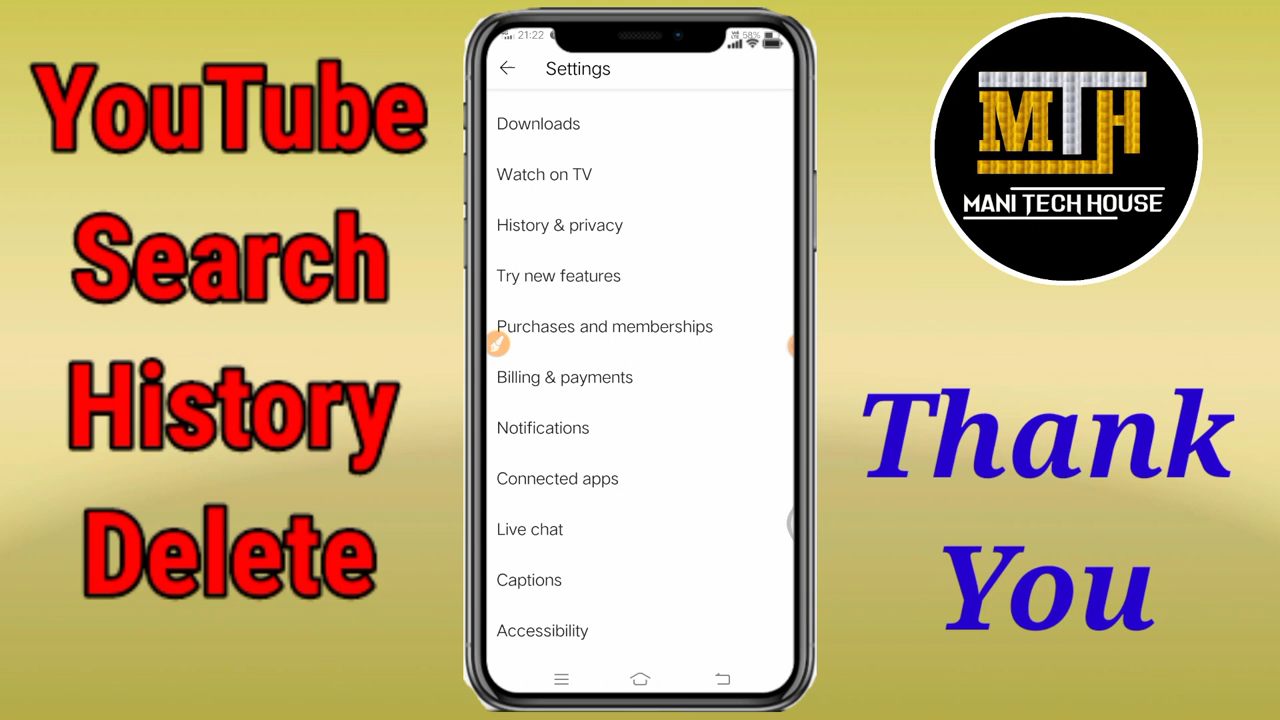 YouTube
Search
History
Delete
21:22
58%
Settings
Downloads
Watch on TV
History & privacy
Try new features
Purchases and memberships
Billing & payments
Notifications
Connected apps
Live chat
Captions
Accessibility
MTH
MANI TECH HOUSE
Thank
You